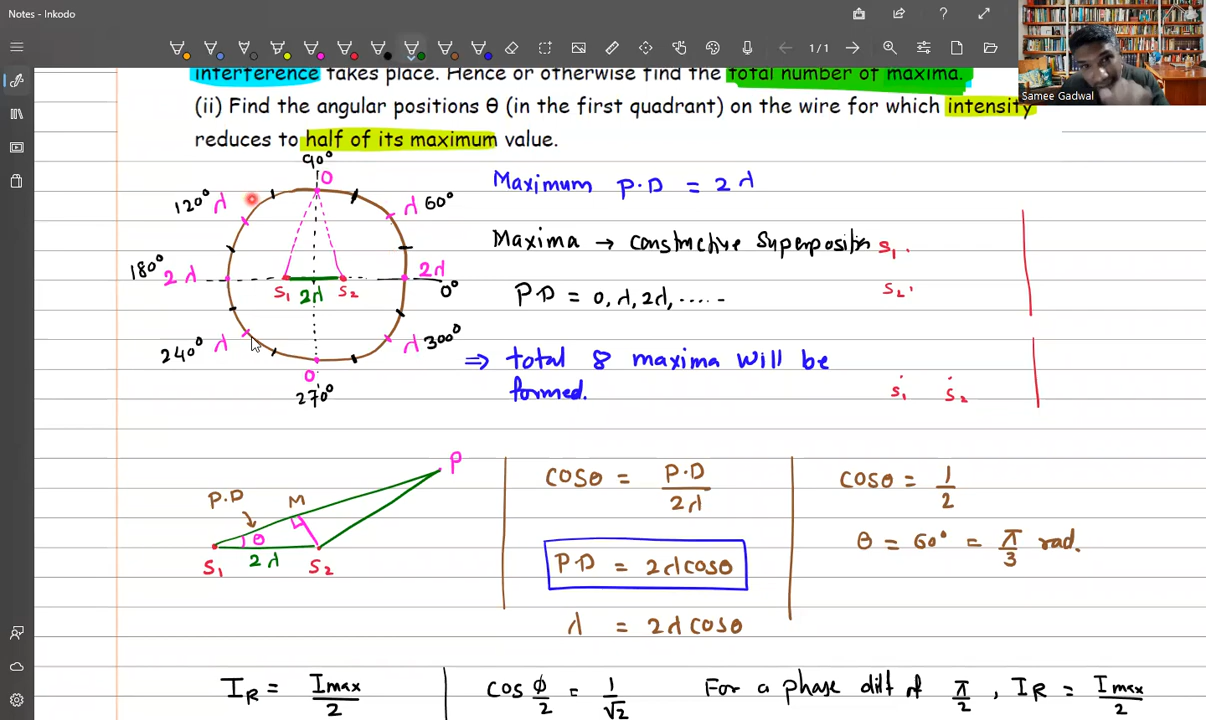 Notes - Inkodo
1/1
Samee Gadwal
interference takes place. Hence or otherwise find the total number of maxima.
(ii) Find the angular positions θ (in the first quadrant) on the wire for which intensity
reduces to half of its maximum value.
90°
0
120° λ
λ 60°
180° 2λ
2λ
0°
S1 2λ S2
240° λ
λ 300°
0
270°
Maximum P.D = 2λ
Maxima → constructive Superposition
P.D = 0, λ, 2λ, ......
⇒ total 8 maxima will be
formed.
S1
S2
S1 S2
P
P.D M
θ
S1 2λ S2
cosθ = P.D / 2λ
P.D = 2λcosθ
λ = 2λcosθ
cosθ = 1/2
θ = 60° = π/3 rad.
IR = Imax/2
cos ϕ/2 = 1/√2
For a phase diff of π/2, IR = Imax/2